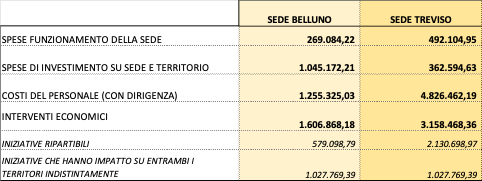 SEDE BELLUNO SEDE TREVISO
SPESE FUNZIONAMENTO DELLA SEDE 269.084,22 492.104,95
SPESE DI INVESTIMENTO SU SEDE E TERRITORIO 1.045.172,21 362.594,63
COSTI DEL PERSONALE (CON DIRIGENZA) 1.255.325,03 4.826.462,19
INTERVENTI ECONOMICI 1.606.868,18 3.158.468,36
INIZIATIVE RIPARTIBILI 579.098,79 2.130.698,97
INIZIATIVE CHE HANNO IMPATTO SU ENTRAMBI I
TERRITORI INDISTINTAMENTE 1.027.769,39 1.027.769,39